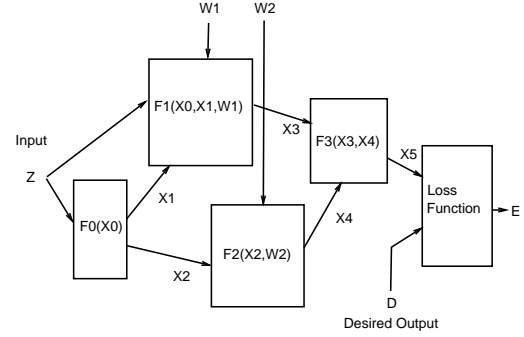 W1
W2
F1(X0,X1,W1)
X3
F3(X3,X4)
Input
X5
Z
Loss
Function
E
X1
F0(X0)
X4
F2(X2,W2)
X2
D
Desired Output